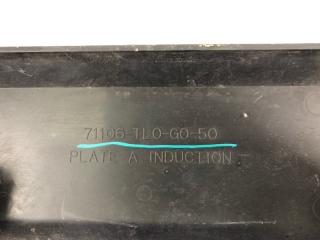 71106-TL0-G0-50
PLATE A INDUCTION